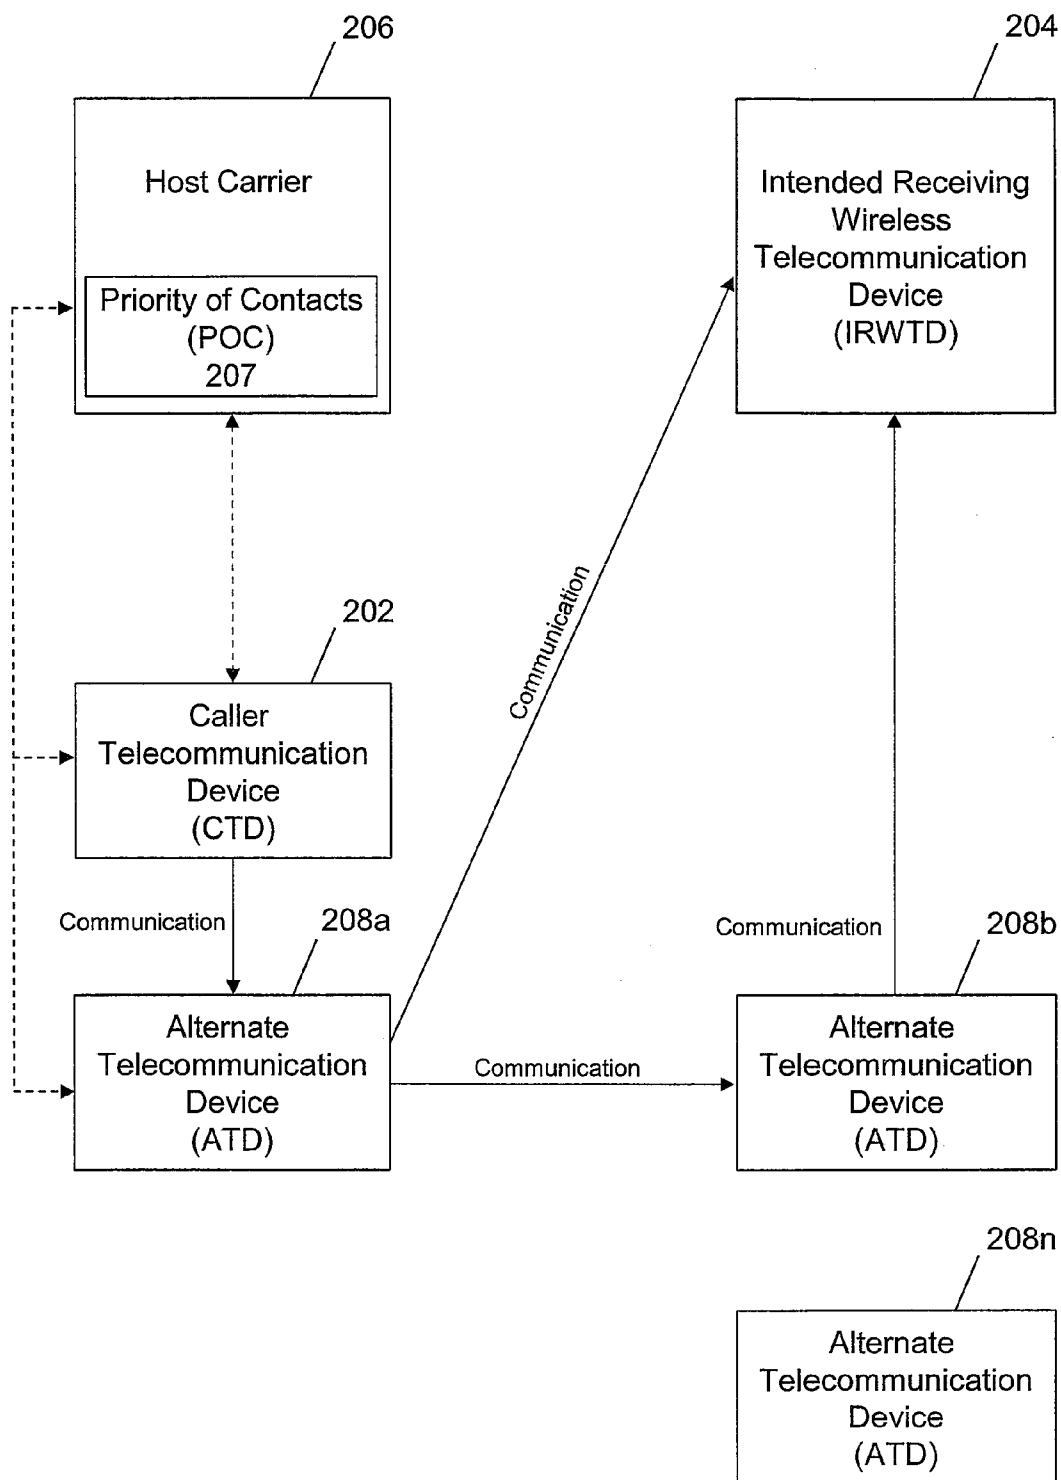 206
204
Host Carrier
Priority of Contacts
(POC)
207
Intended Receiving
Wireless
Telecommunication
Device
(IRWTD)
Communication
202
Caller
Telecommunication
Device
(CTD)
Communication
208a
Communication
208b
Alternate
Telecommunication
Device
(ATD)
Communication
Alternate
Telecommunication
Device
(ATD)
208n
Alternate
Telecommunication
Device
(ATD)